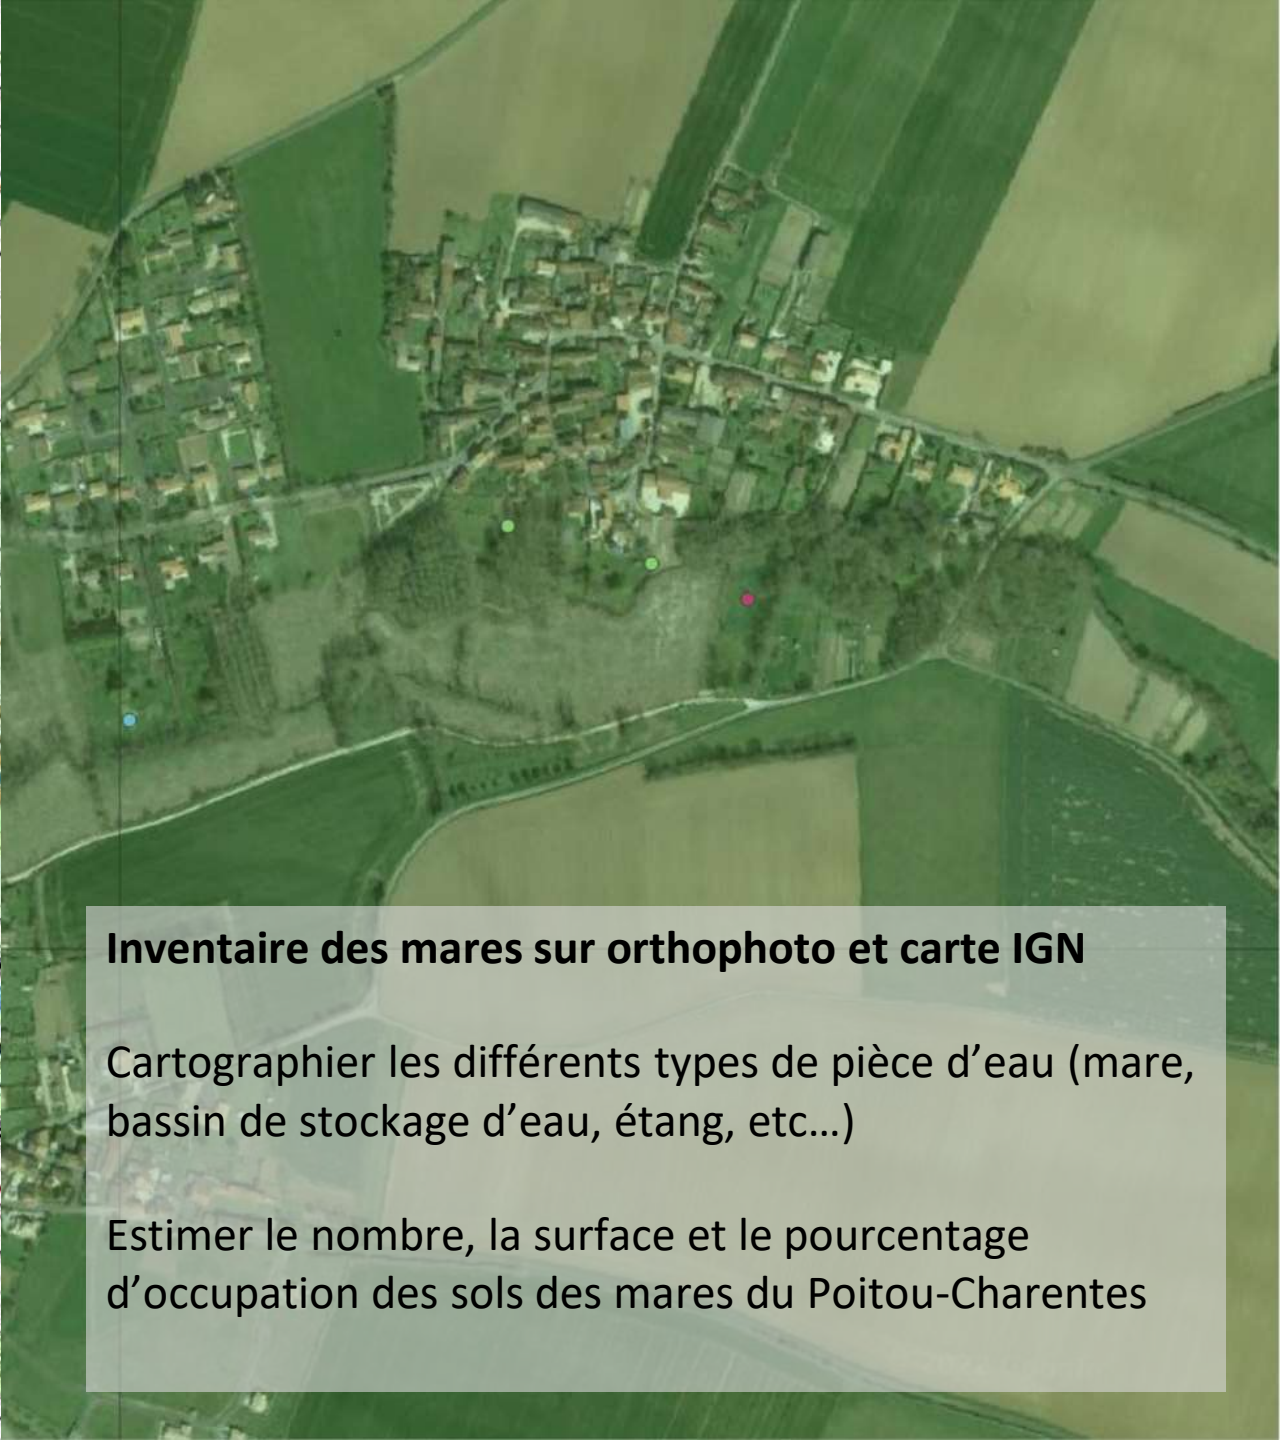 Inventaire des mares sur orthophoto et carte IGN
Cartographier les différents types de pièce d’eau (mare,
bassin de stockage d’eau, étang, etc…)
Estimer le nombre, la surface et le pourcentage
d’occupation des sols des mares du Poitou-Charentes